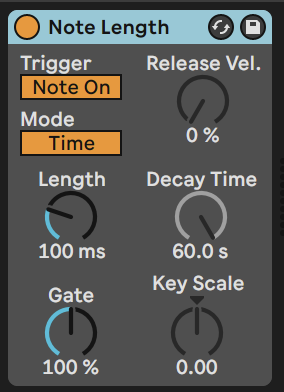 Note Length
Trigger
Note On
Mode
Time
Release Vel.
0 %
Length
100 ms
Decay Time
60.0 s
Gate
100 %
Key Scale
0.00